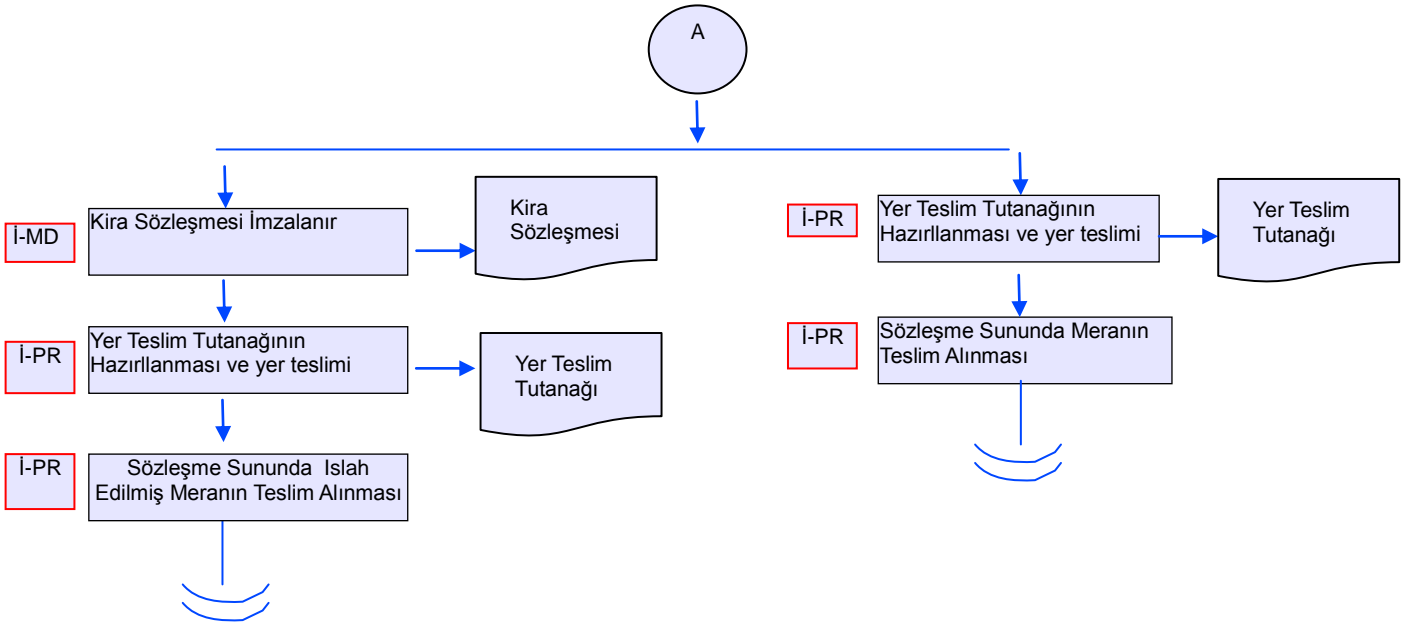 A
İ-MD
Kira Sözleşmesi İmzalanır
Kira
Sözleşmesi
İ-PR
Yer Teslim Tutanağının
Hazırllanması ve yer teslimi
Yer Teslim
Tutanağı
İ-PR
Sözleşme Sununda  Islah
Edilmiş Meranın Teslim Alınması
İ-PR
Yer Teslim Tutanağının
Hazırllanması ve yer teslimi
Yer Teslim
Tutanağı
İ-PR
Sözleşme Sununda Meranın
Teslim Alınması